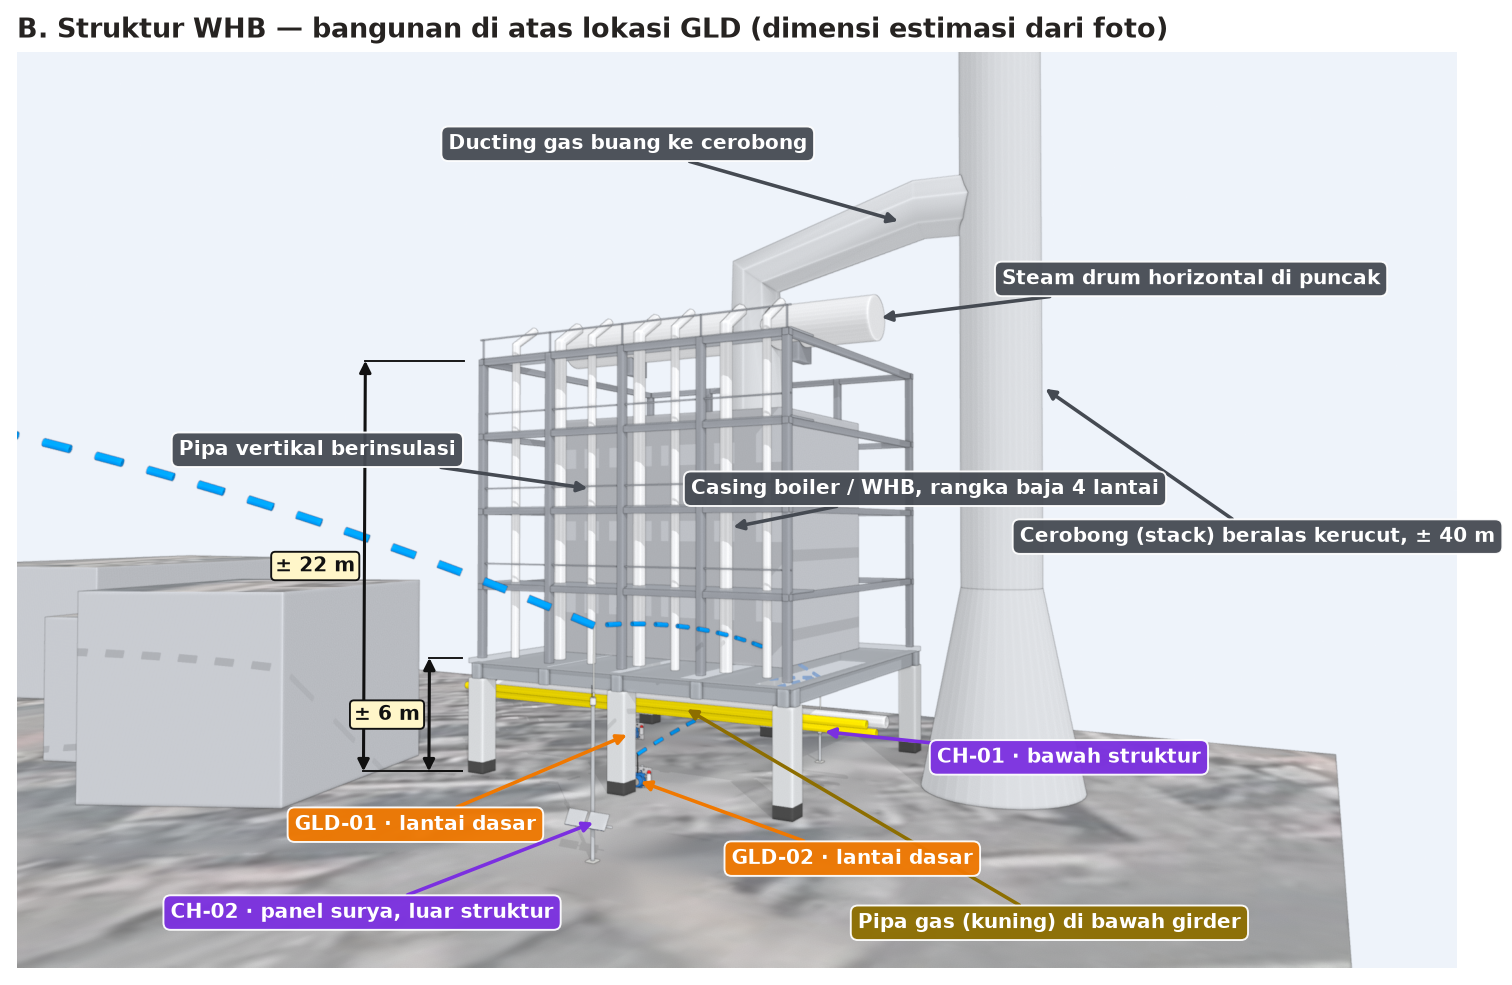 B. Struktur WHB — bangunan di atas lokasi GLD (dimensi estimasi dari foto)
Ducting gas buang ke cerobong
Steam drum horizontal di puncak
Pipa vertikal berinsulasi
Casing boiler / WHB, rangka baja 4 lantai
Cerobong (stack) beralas kerucut, ± 40 m
± 22 m
± 6 m
CH-01 · bawah struktur
GLD-01 · lantai dasar
GLD-02 · lantai dasar
CH-02 · panel surya, luar struktur
Pipa gas (kuning) di bawah girder